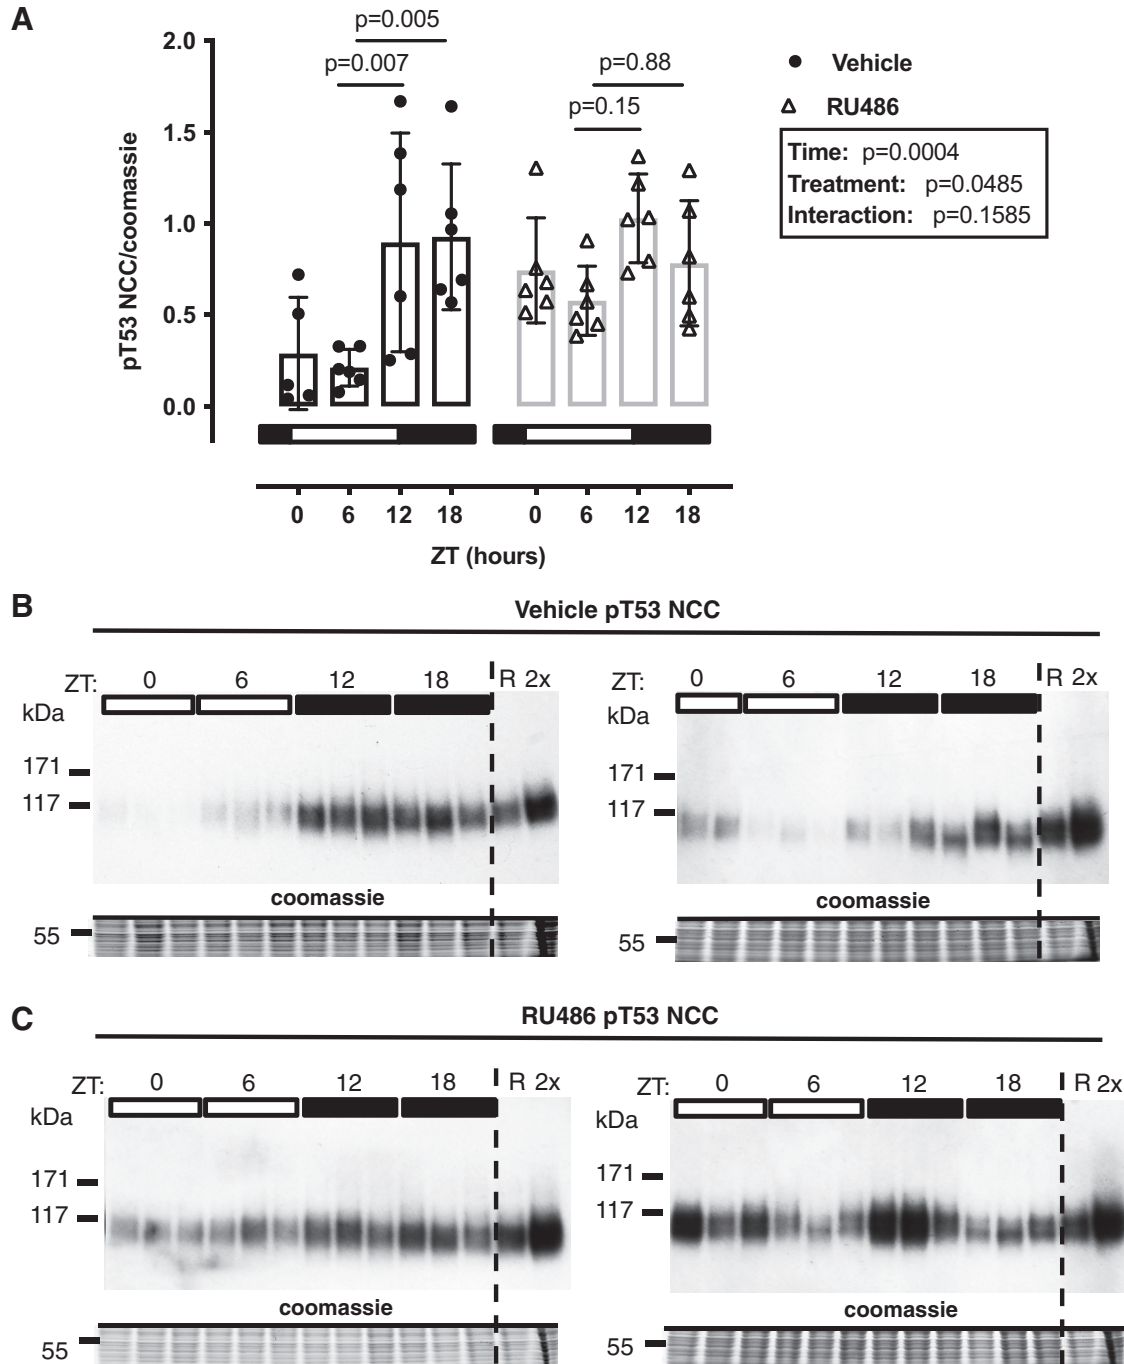 A
p=0.005
p=0.007
p=0.88
p=0.15
2.0
1.5
1.0
0.5
0.0
pT53 NCC/coomassie
Vehicle
RU486
Time: p=0.0004
Treatment: p=0.0485
Interaction: p=0.1585
0 6 12 18 0 6 12 18
ZT (hours)
B
Vehicle pT53 NCC
ZT: 0 6 12 18 R 2x
kDa
171
117
coomassie
55
ZT: 0 6 12 18 R 2x
kDa
171
117
coomassie
55
C
RU486 pT53 NCC
ZT: 0 6 12 18 R 2x
kDa
171
117
coomassie
55
ZT: 0 6 12 18 R 2x
kDa
171
117
coomassie
55